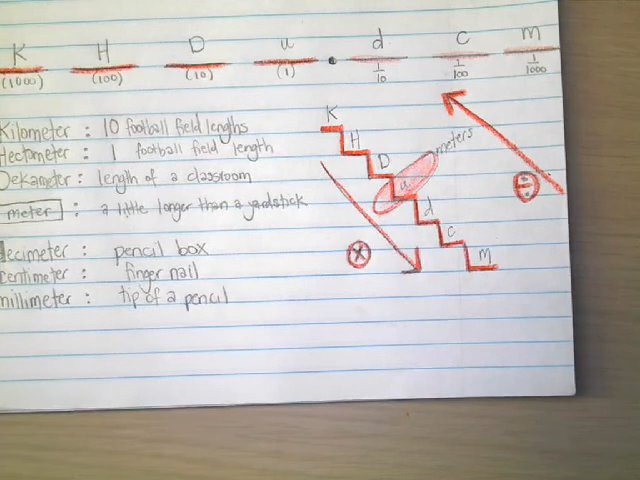 K H D u . d c m
(1000) (100) (10) (1) 1/10 1/100 1/1000
Kilometer : 10 football field lengths
Hectometer : 1 football field length
Dekameter : length of a classroom
meter : a little longer than a yardstick
decimeter : pencil box
centimeter : finger nail
millimeter : tip of a pencil
K
H
D
u meters
d
c
M
×
÷